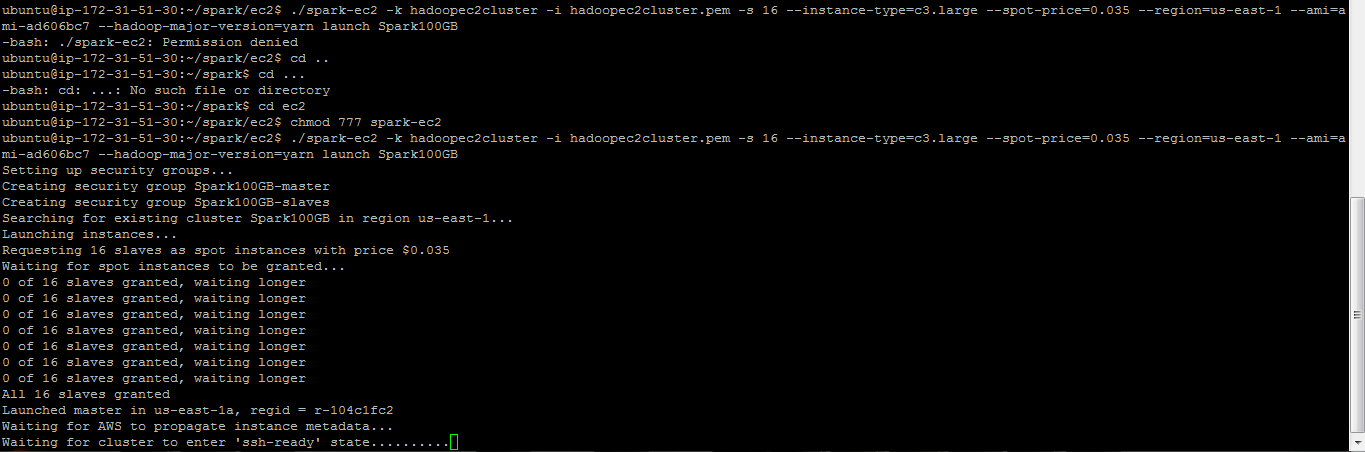 ubuntu@ip-172-31-51-30:~/spark/ec2$ ./spark-ec2 -k hadoopec2cluster -i hadoopec2cluster.pem -s 16 --instance-type=c3.large --spot-price=0.035 --region=us-east-1 --ami=a
mi-ad606bc7 --hadoop-major-version=yarn launch Spark100GB
-bash: ./spark-ec2: Permission denied
ubuntu@ip-172-31-51-30:~/spark/ec2$ cd ..
ubuntu@ip-172-31-51-30:~/spark$ cd ...
-bash: cd: ...: No such file or directory
ubuntu@ip-172-31-51-30:~/spark$ cd ec2
ubuntu@ip-172-31-51-30:~/spark/ec2$ chmod 777 spark-ec2
ubuntu@ip-172-31-51-30:~/spark/ec2$ ./spark-ec2 -k hadoopec2cluster -i hadoopec2cluster.pem -s 16 --instance-type=c3.large --spot-price=0.035 --region=us-east-1 --ami=a
mi-ad606bc7 --hadoop-major-version=yarn launch Spark100GB
Setting up security groups...
Creating security group Spark100GB-master
Creating security group Spark100GB-slaves
Searching for existing cluster Spark100GB in region us-east-1...
Launching instances...
Requesting 16 slaves as spot instances with price $0.035
Waiting for spot instances to be granted...
0 of 16 slaves granted, waiting longer
0 of 16 slaves granted, waiting longer
0 of 16 slaves granted, waiting longer
0 of 16 slaves granted, waiting longer
0 of 16 slaves granted, waiting longer
0 of 16 slaves granted, waiting longer
0 of 16 slaves granted, waiting longer
All 16 slaves granted
Launched master in us-east-1a, regid = r-104c1fc2
Waiting for AWS to propagate instance metadata...
Waiting for cluster to enter 'ssh-ready' state..........